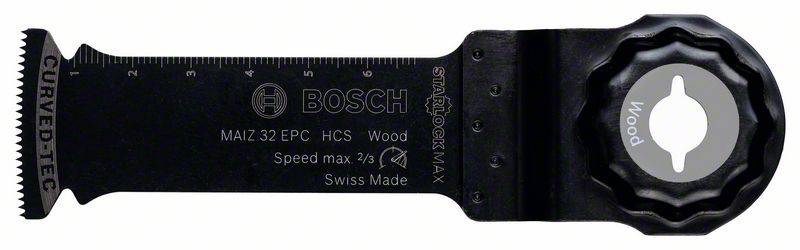 CURVED-TEC
1 2 3 4 5 6
BOSCH
MAIZ 32 EPC HCS Wood
Speed max. 2/3
Swiss Made
STARLOCKMAX
Wood